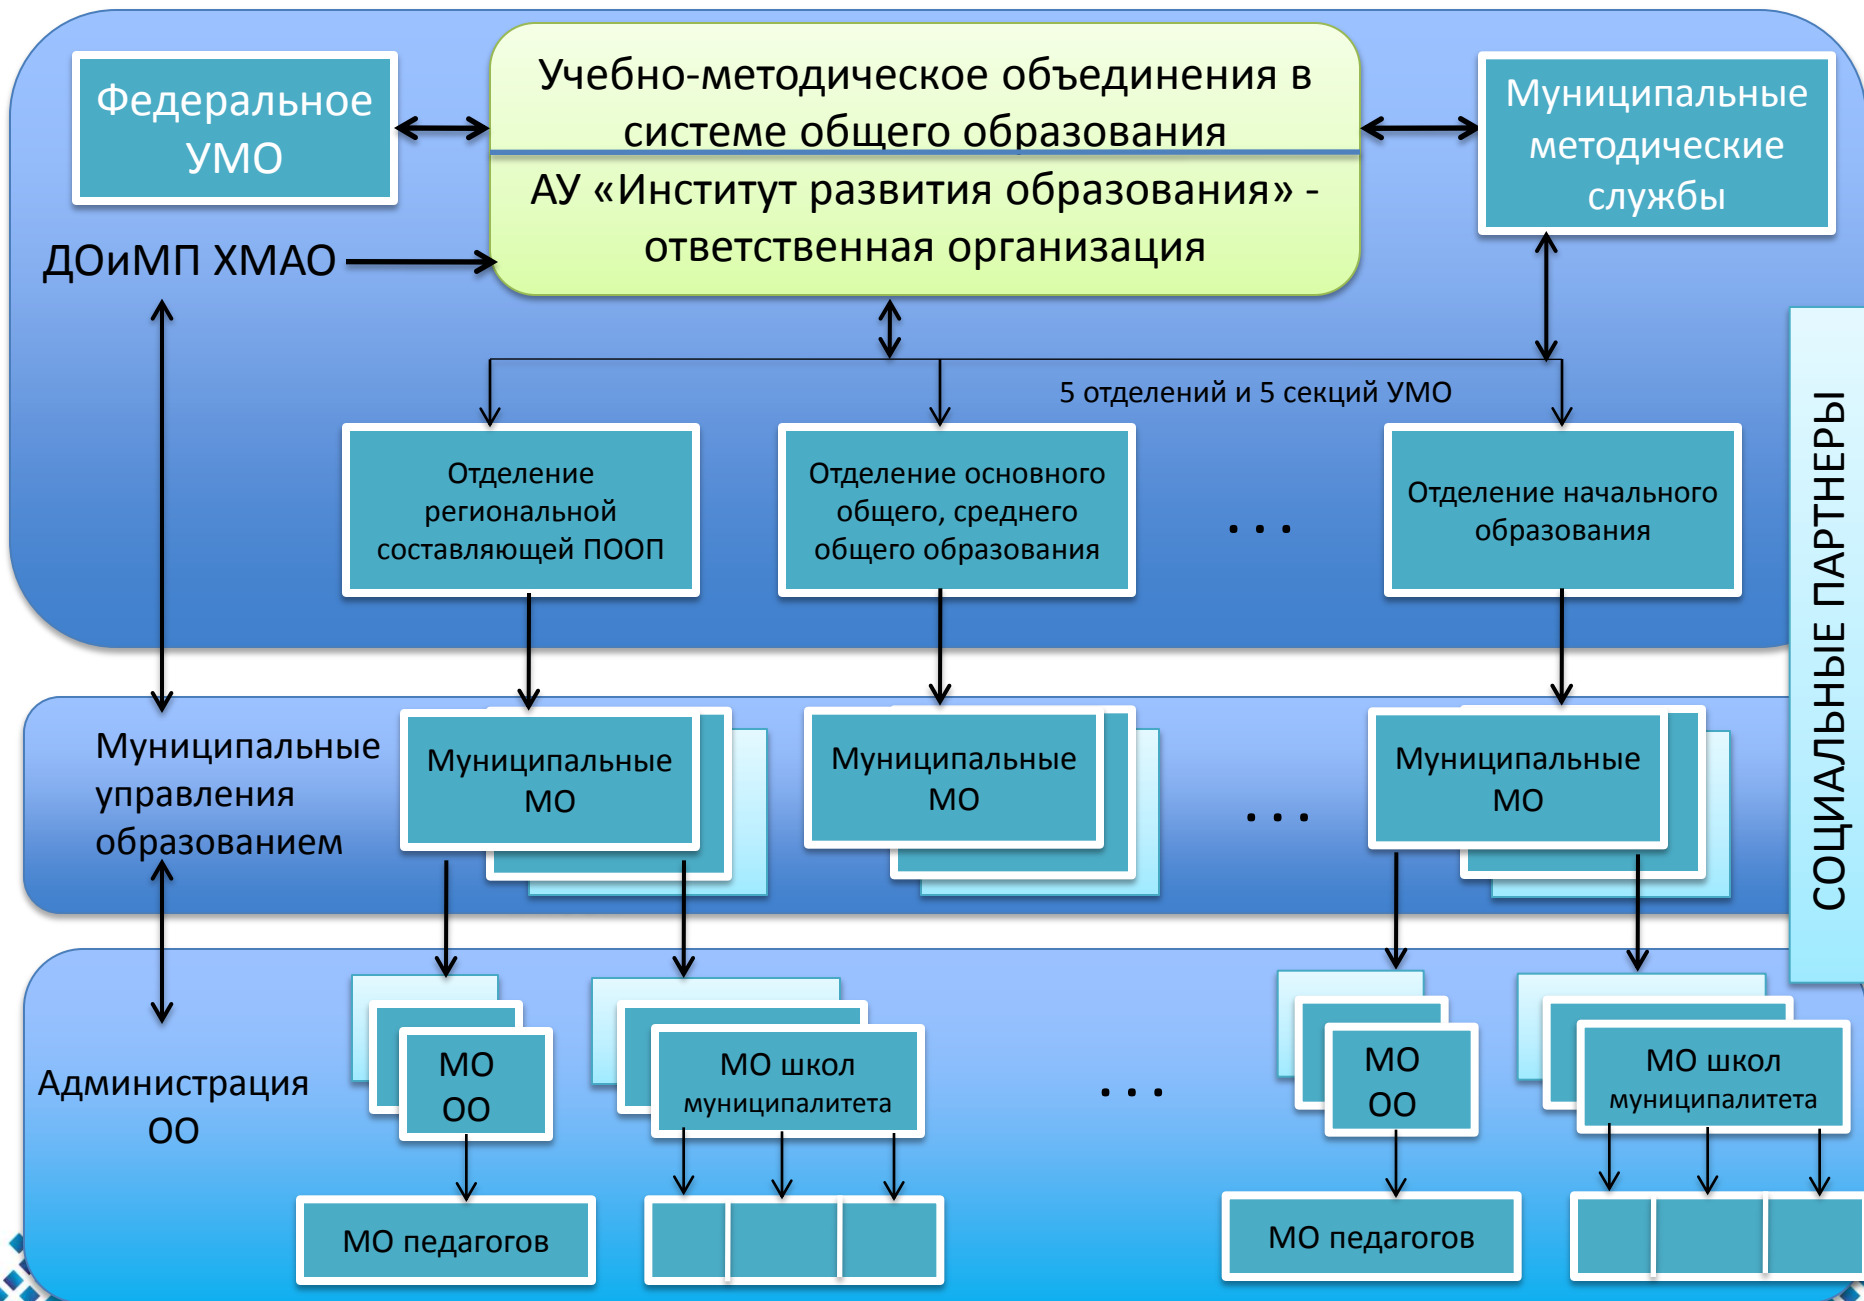 Федеральное
УМО
Учебно-методическое объединения в
системе общего образования
АУ «Институт развития образования» -
ответственная организация
Муниципальные
методические
службы
ДОиМП ХМАО
5 отделений и 5 секций УМО
Отделение
региональной
составляющей ПООП
Отделение основного
общего, среднего
общего образования
. . .
Отделение начального
образования
СОЦИАЛЬНЫЕ ПАРТНЕРЫ
Муниципальные
управления
образованием
Муниципальные
МО
Муниципальные
МО
. . .
Муниципальные
МО
Администрация
ОО
МО
ОО
МО школ
муниципалитета
. . .
МО
ОО
МО школ
муниципалитета
МО педагогов
МО педагогов